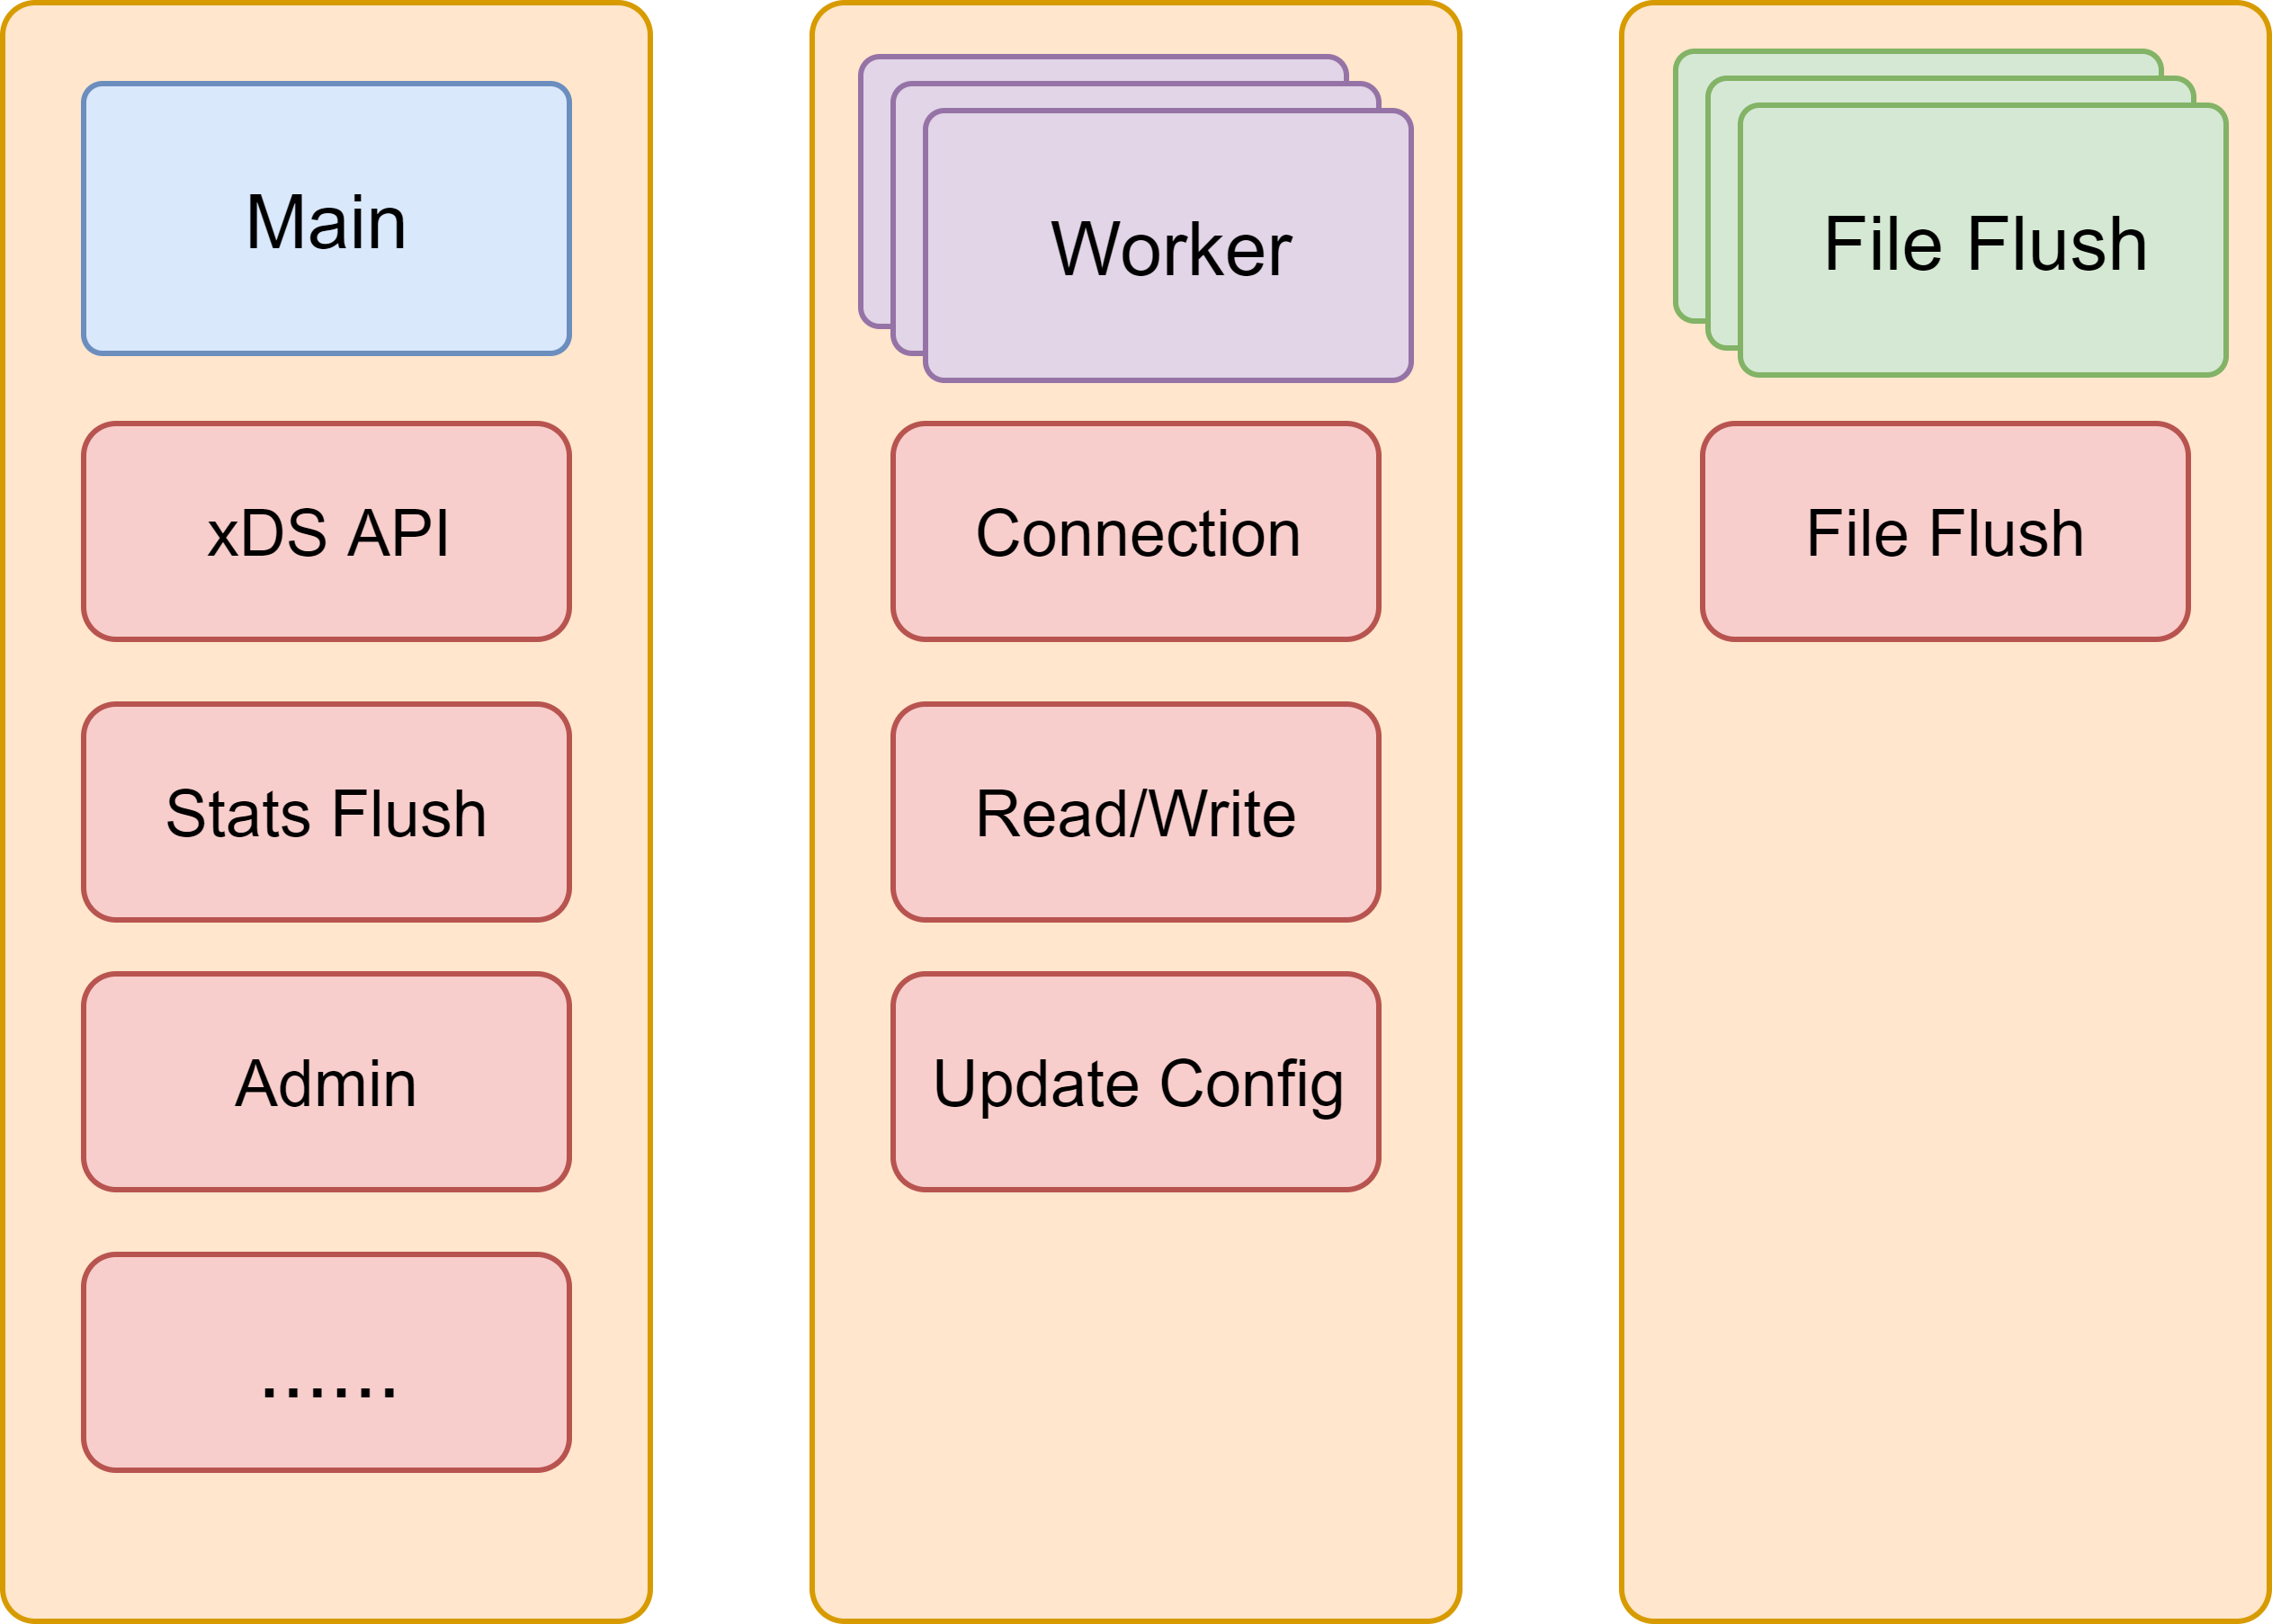 Main
xDS API
Stats Flush
Admin
......
Worker
Connection
Read/Write
Update Config
File Flush
File Flush